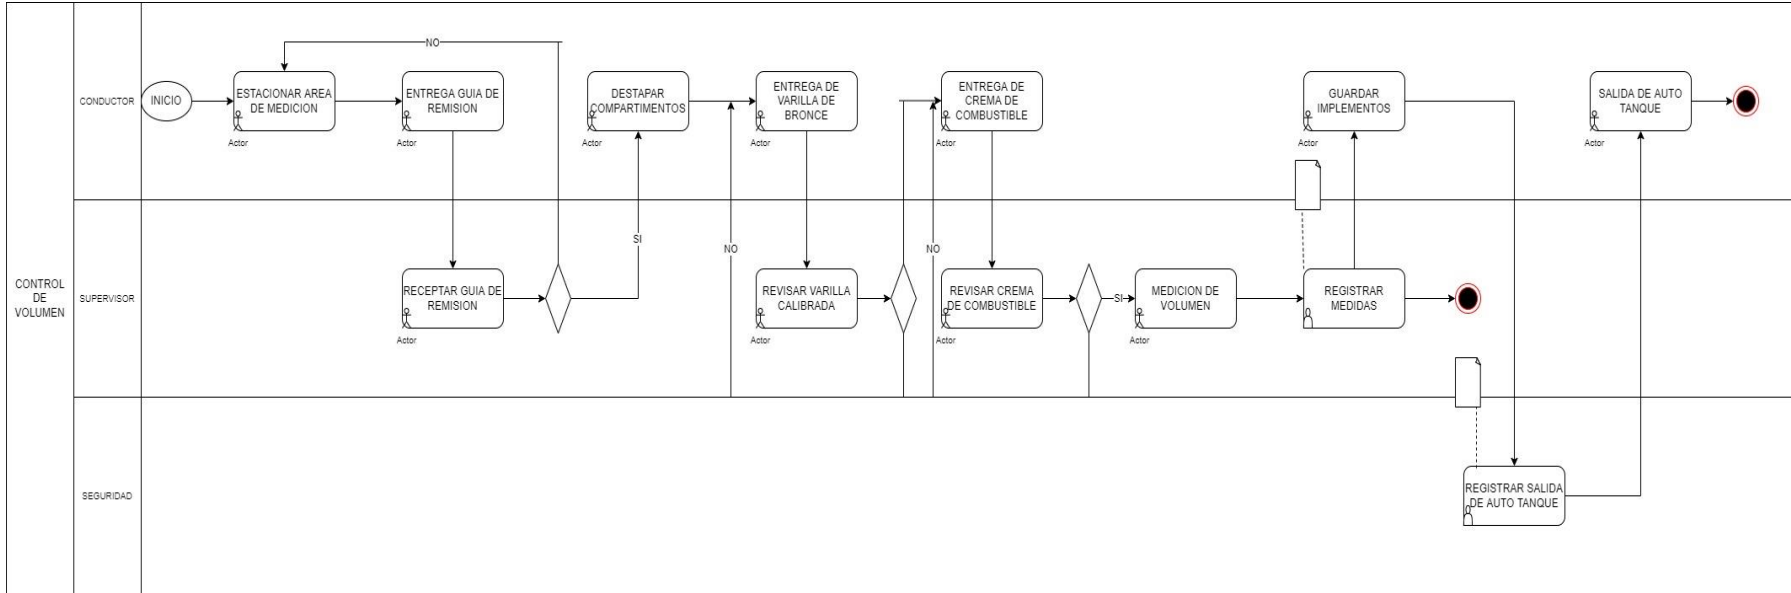 CONTROL
DE
VOLUMEN
CONDUCTOR
INICIO
NO
ESTACIONAR AREA
DE MEDICION
Actor
ENTREGA GUIA DE
REMISION
Actor
DESTAPAR
COMPARTIMENTOS
Actor
ENTREGA DE
VARILLA DE
BRONCE
Actor
ENTREGA DE
CREMA DE
COMBUSTIBLE
Actor
GUARDAR
IMPLEMENTOS
Actor
SALIDA DE AUTO
TANQUE
Actor
SUPERVISOR
RECEPTAR GUIA DE
REMISION
Actor
SI
NO
REVISAR VARILLA
CALIBRADA
Actor
NO
REVISAR CREMA
DE COMBUSTIBLE
SI
MEDICION DE
VOLUMEN
Actor
REGISTRAR
MEDIDAS
SEGURIDAD
REGISTRAR SALIDA
DE AUTO TANQUE